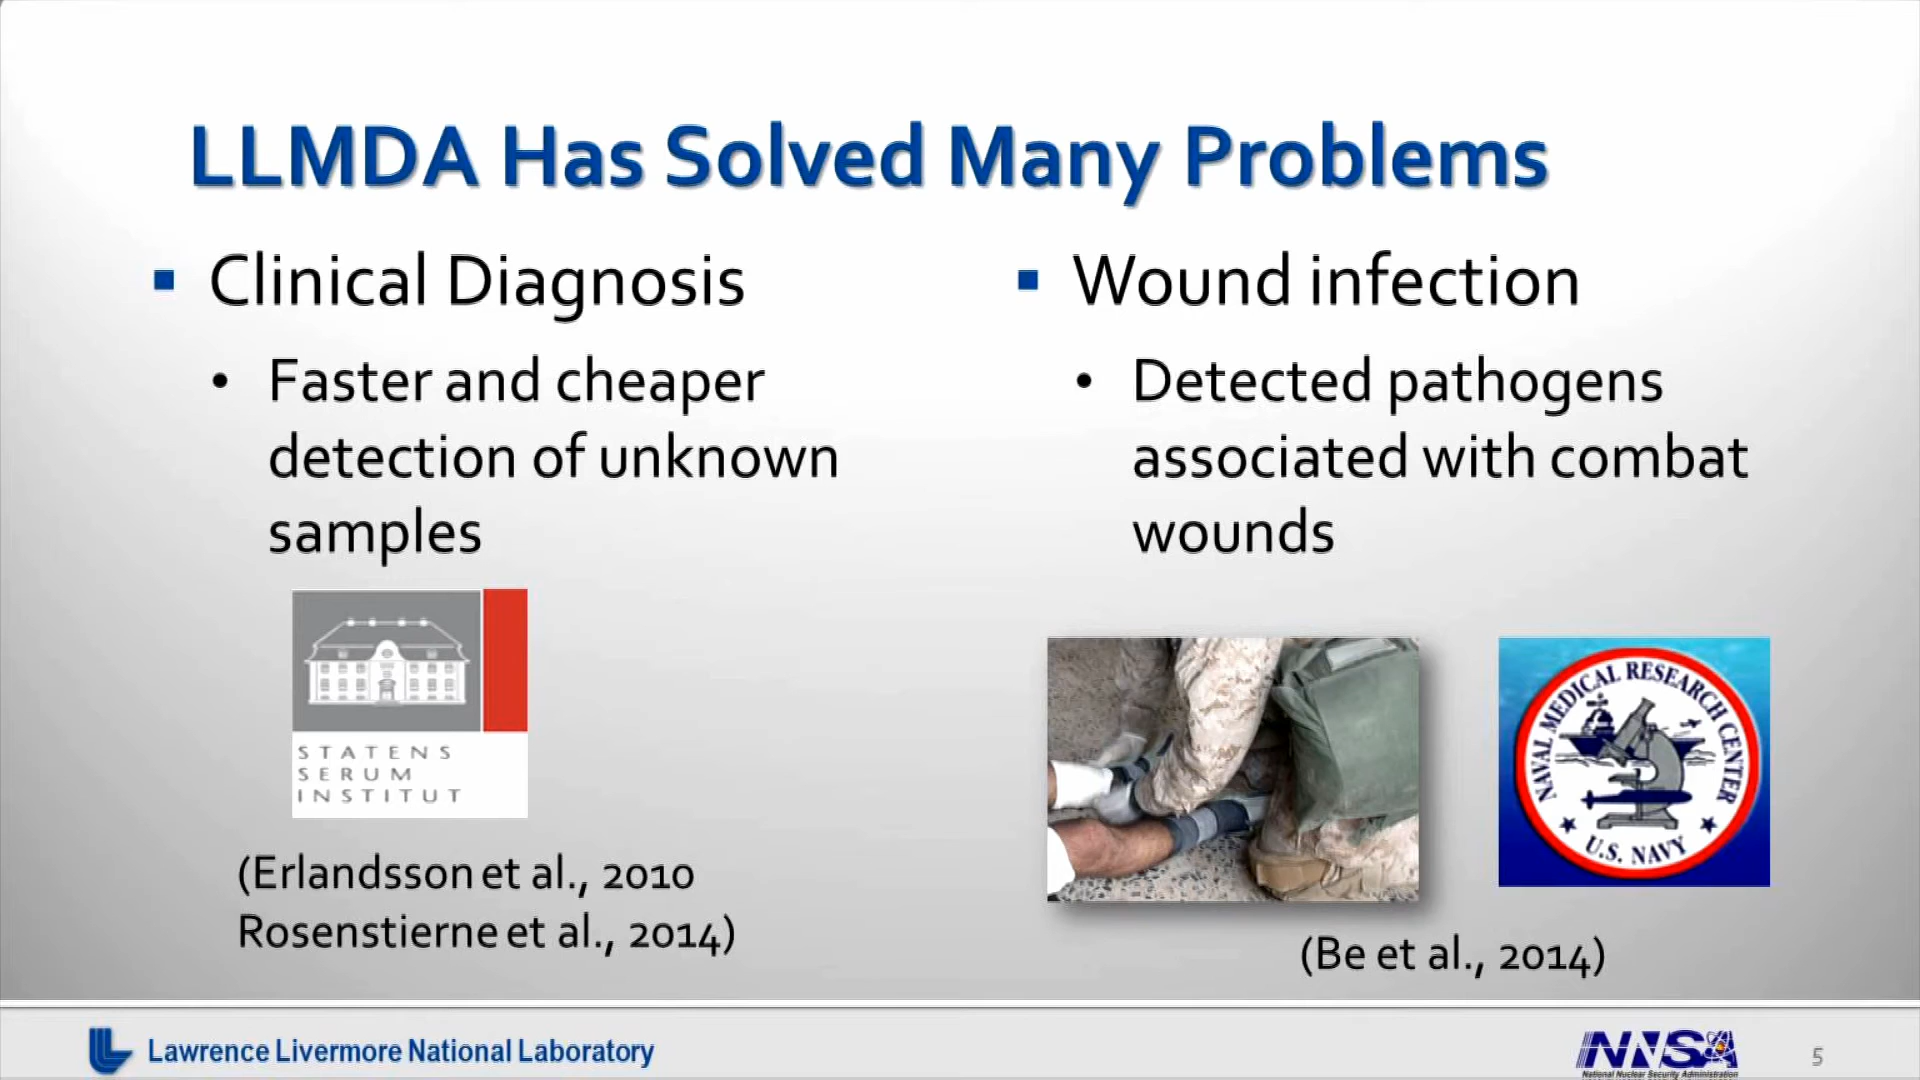 LLMDA Has Solved Many Problems
Clinical Diagnosis
Faster and cheaper
detection of unknown
samples
STATENS
SERUM
INSTITUT
(Erlandsson et al., 2010
Rosenstierne et al., 2014)
Wound infection
Detected pathogens
associated with combat
wounds
NAVAL MEDICAL RESEARCH CENTER
U.S. NAVY
(Be et al., 2014)
Lawrence Livermore National Laboratory
NNSA
National Nuclear Security Administration
5